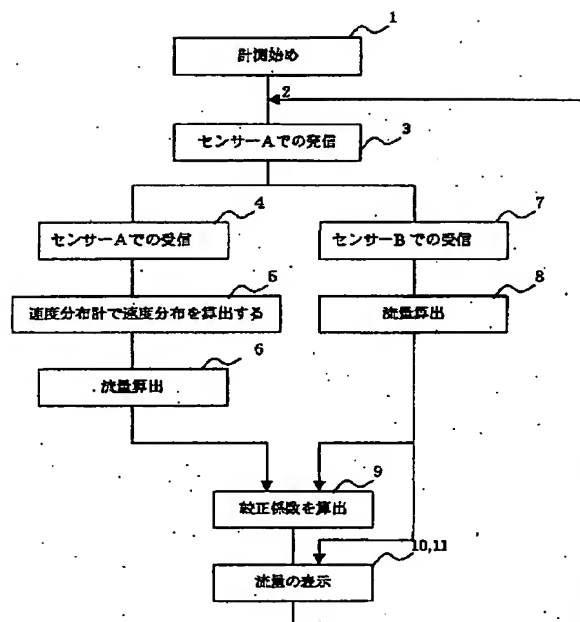 1
計測始め
2
センサーAでの発信
3
4
センサーAでの受信
7
センサーBでの受信
5
速度分布計で速度分布を算出する
8
流量算出
6
流量算出
9
較正係数を算出
10,11
流量の表示